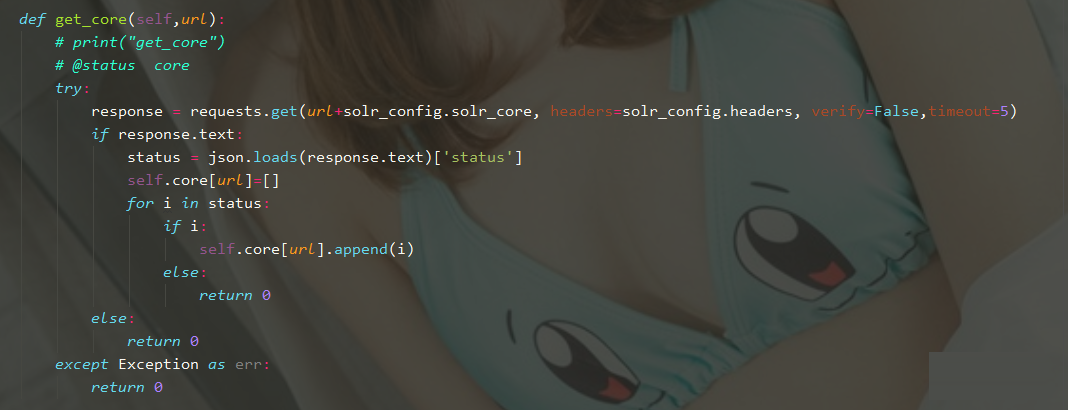 def get_core(self,url):
    # print("get_core")
    # @status  core
    try:
        response = requests.get(url+solr_config.solr_core, headers=solr_config.headers, verify=False,timeout=5)
        if response.text:
            status = json.loads(response.text)['status']
            self.core[url]=[]
            for i in status:
                if i:
                    self.core[url].append(i)
                else:
                    return 0
        else:
            return 0
    except Exception as err:
        return 0